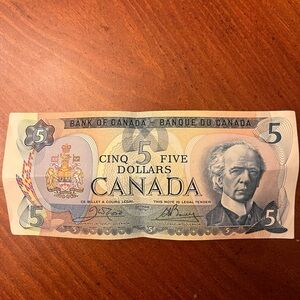 BANK OF CANADA - BANQUE DU CANADA
5 5
CINQ 5 FIVE
DOLLARS
CANADA
CE BILLET A COURS LÉGAL THIS NOTE IS LEGAL TENDER
5 5